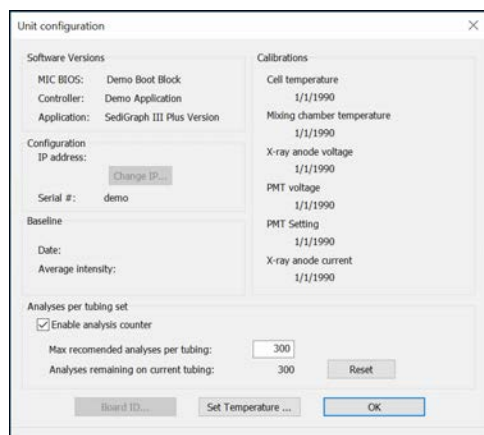 Unit configuration
Software Versions
MIC BIOS: Demo Boot Block
Controller: Demo Application
Application: SediGraph III Plus Version
Configuration
IP address:
Change IP...
Serial #: demo
Baseline
Date:
Average intensity:
Calibrations
Cell temperature
1/1/1990
Mixing chamber temperature
1/1/1990
X-ray anode voltage
1/1/1990
PMT voltage
1/1/1990
PMT Setting
1/1/1990
X-ray anode current
1/1/1990
Analyses per tubing set
Enable analysis counter
Max recomended analyses per tubing: 300
Analyses remaining on current tubing: 300 Reset
Board ID... Set Temperature ... OK